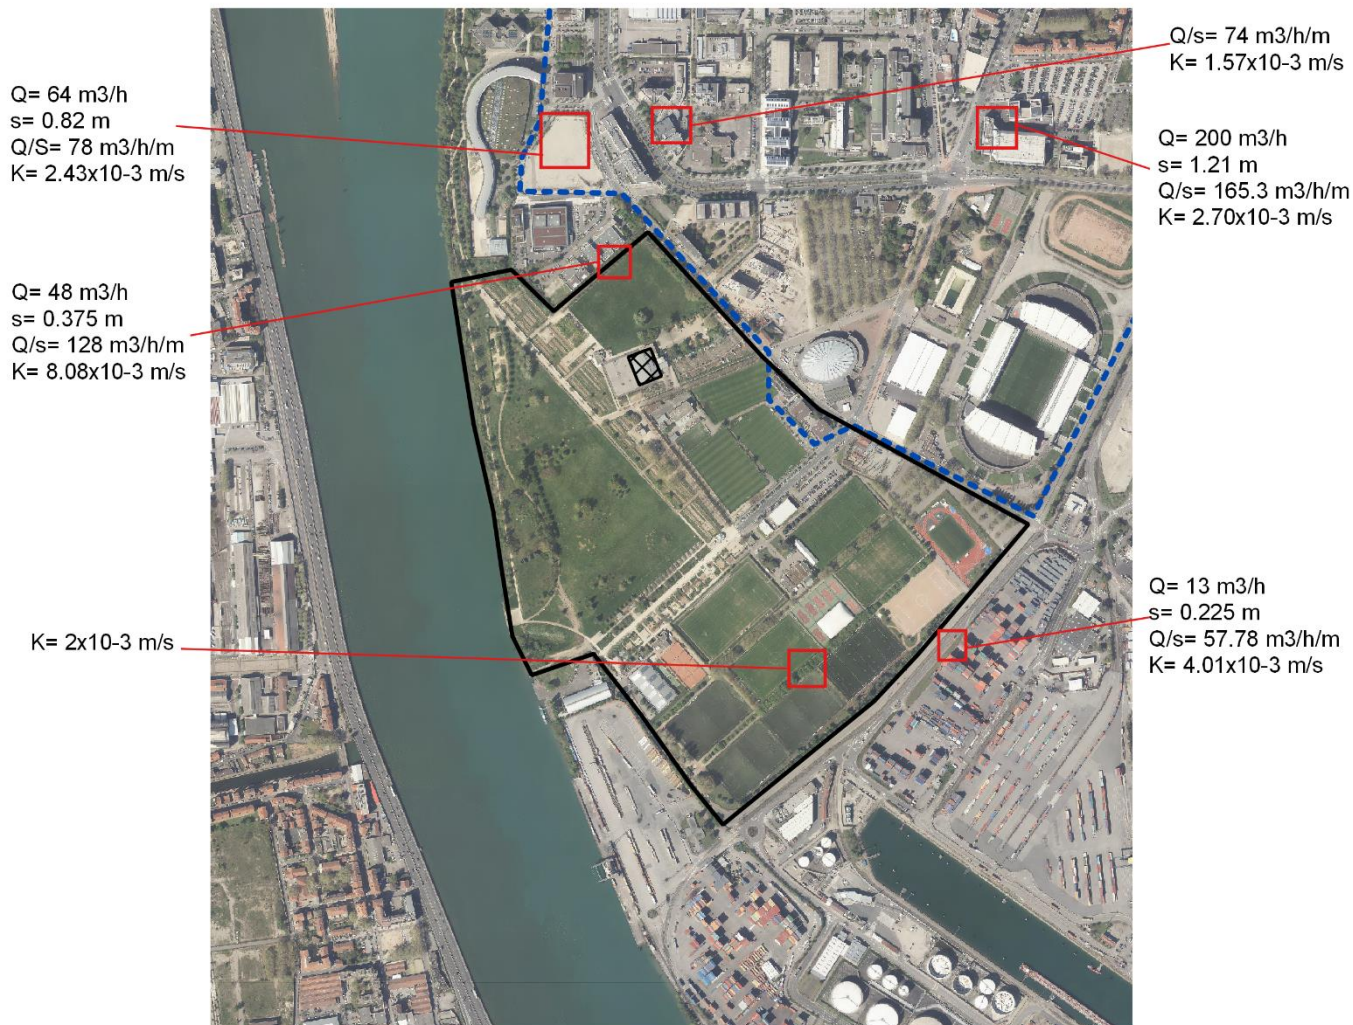 Q/s= 74 m3/h/m
K= 1.57x10-3 m/s
Q= 64 m3/h
s= 0.82 m
Q/S= 78 m3/h/m
K= 2.43x10-3 m/s
Q= 200 m3/h
s= 1.21 m
Q/s= 165.3 m3/h/m
K= 2.70x10-3 m/s
Q= 48 m3/h
s= 0.375 m
Q/s= 128 m3/h/m
K= 8.08x10-3 m/s
K= 2x10-3 m/s
Q= 13 m3/h
s= 0.225 m
Q/s= 57.78 m3/h/m
K= 4.01x10-3 m/s